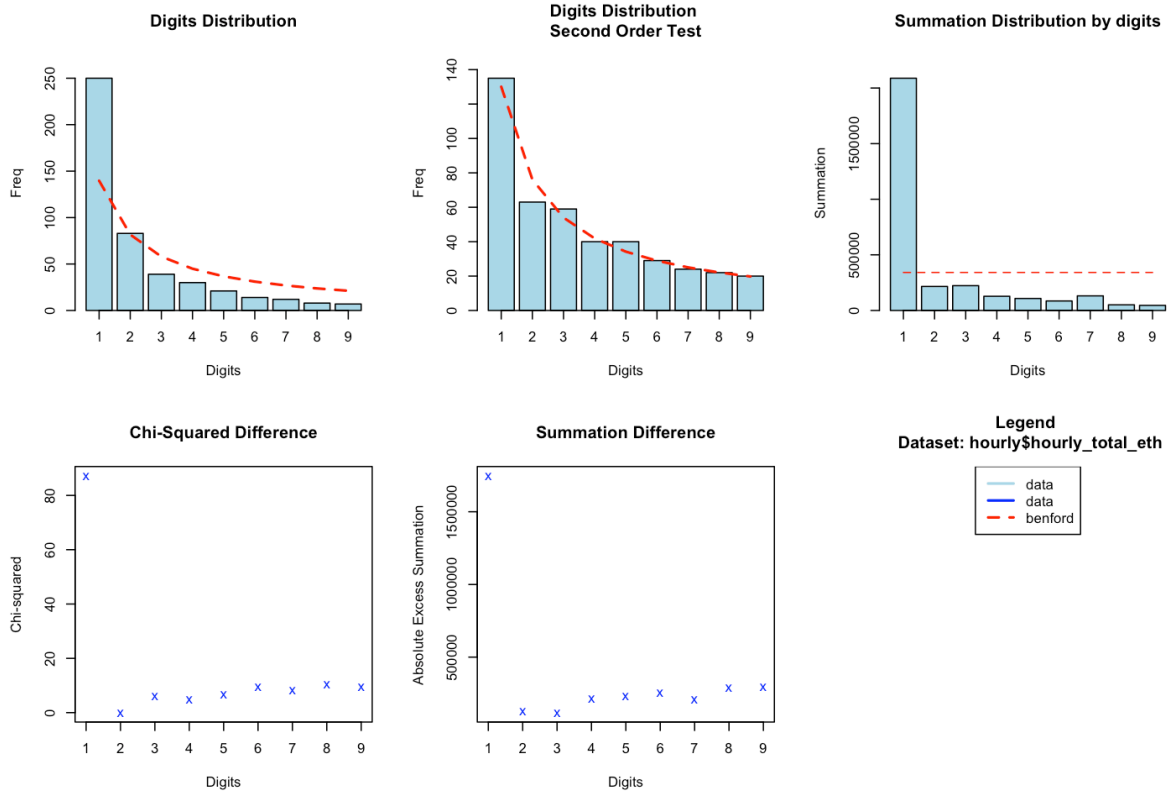 Digits Distribution
Freq
250
200
150
100
50
0
1 2 3 4 5 6 7 8 9
Digits
Digits Distribution
Second Order Test
Freq
140
100
80
60
40
20
0
1 2 3 4 5 6 7 8 9
Digits
Summation Distribution by digits
Summation
1500000
500000
0
1 2 3 4 5 6 7 8 9
Digits
Chi-Squared Difference
Chi-squared
80
60
40
20
0
1 2 3 4 5 6 7 8 9
Digits
Summation Difference
Absolute Excess Summation
1500000
1000000
500000
1 2 3 4 5 6 7 8 9
Digits
Legend
Dataset: hourly$hourly_total_eth
data
data
benford